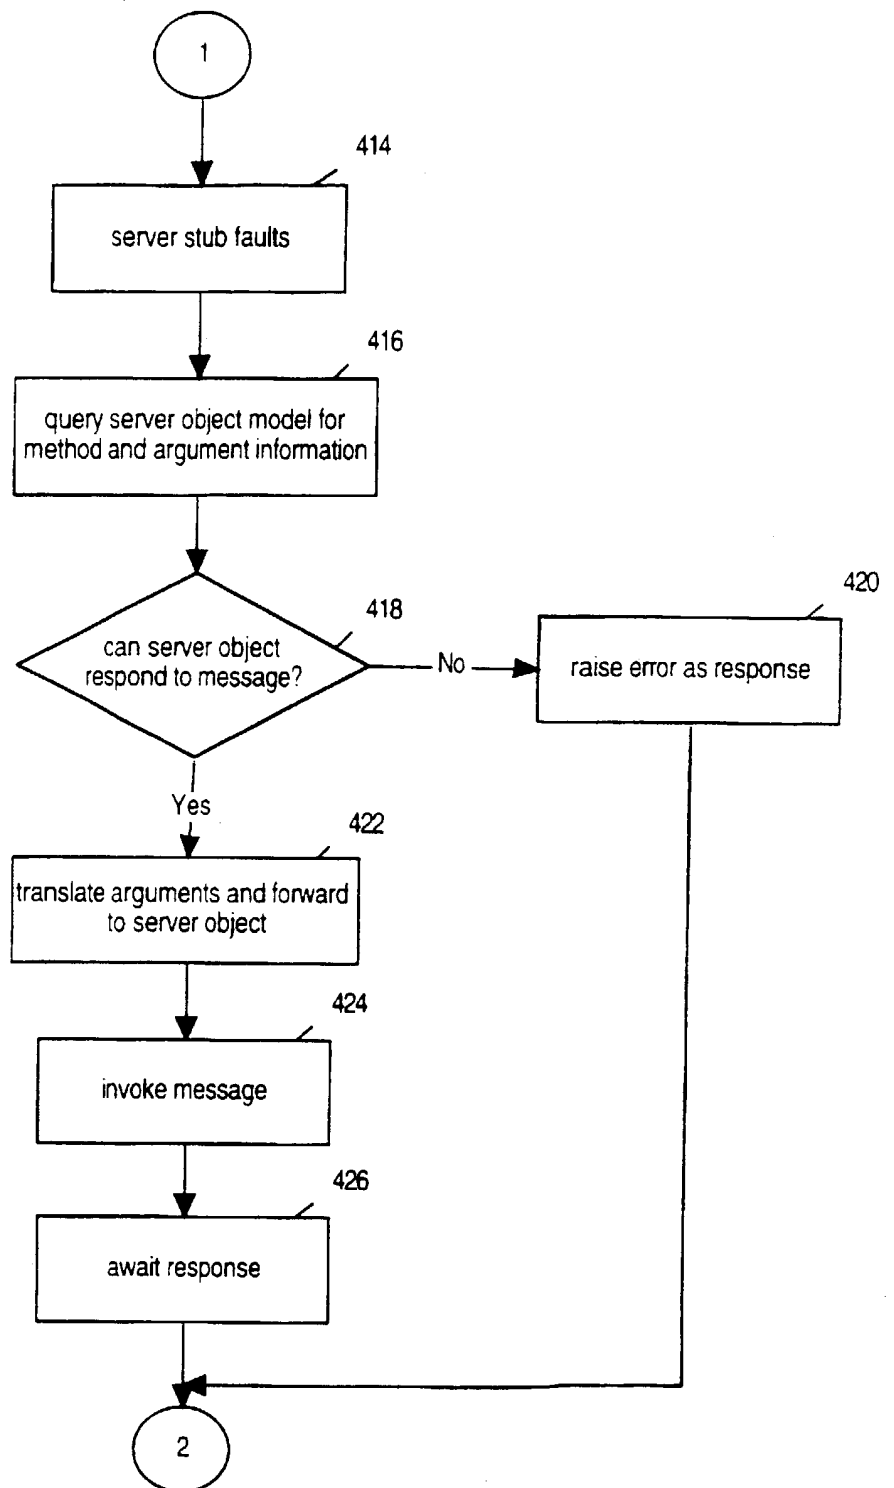 1
414
server stub faults
416
query server object model for
method and argument information
418
can server object
respond to message?
No
420
raise error as response
Yes
422
translate arguments and forward
to server object
424
invoke message
426
await response
2